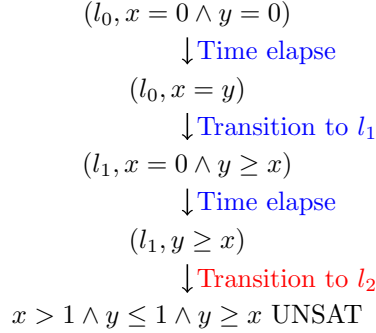 (l₀, x = 0 ∧ y = 0)
↓ Time elapse
(l₀, x = y)
↓ Transition to l₁
(l₁, x = 0 ∧ y ≥ x)
↓ Time elapse
(l₁, y ≥ x)
↓ Transition to l₂
x > 1 ∧ y ≤ 1 ∧ y ≥ x UNSAT